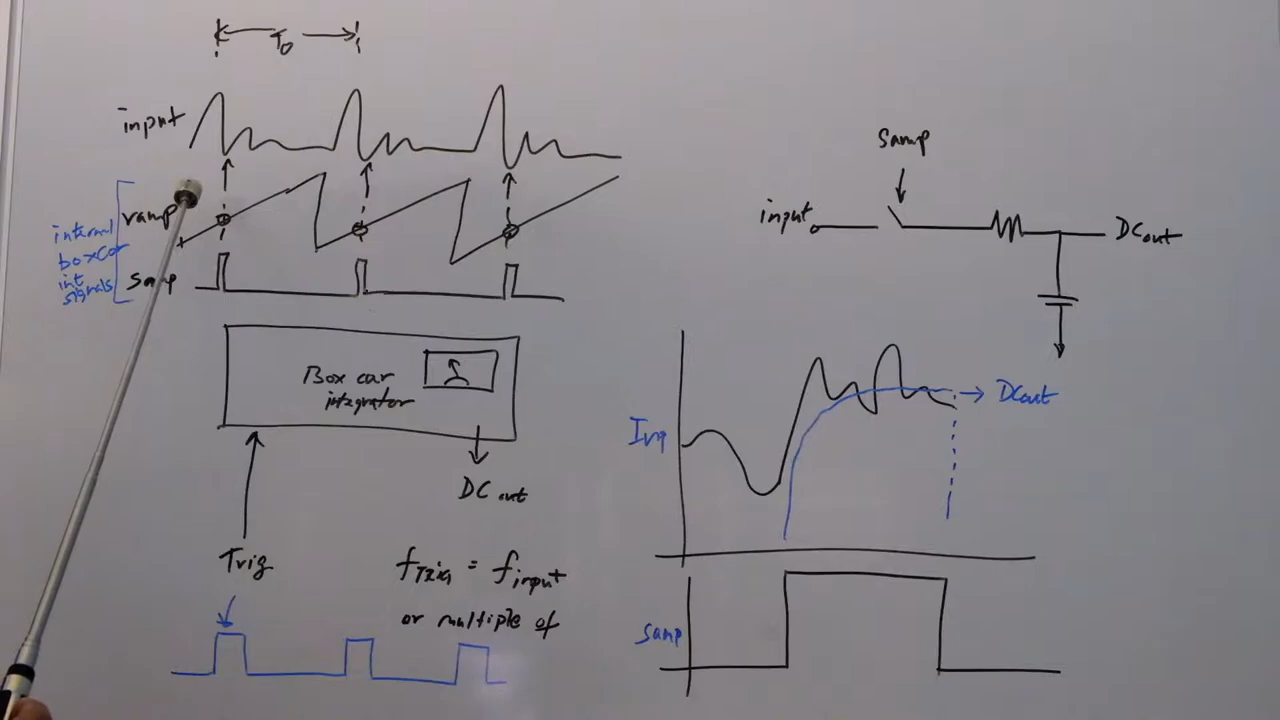 T₀
input
ramp
samp
internal
boxcar
int
signals
Box car
integrator
DC out
Trig
fTrig = finput
or multiple of
samp
input
DCout
Inp
DCout
samp